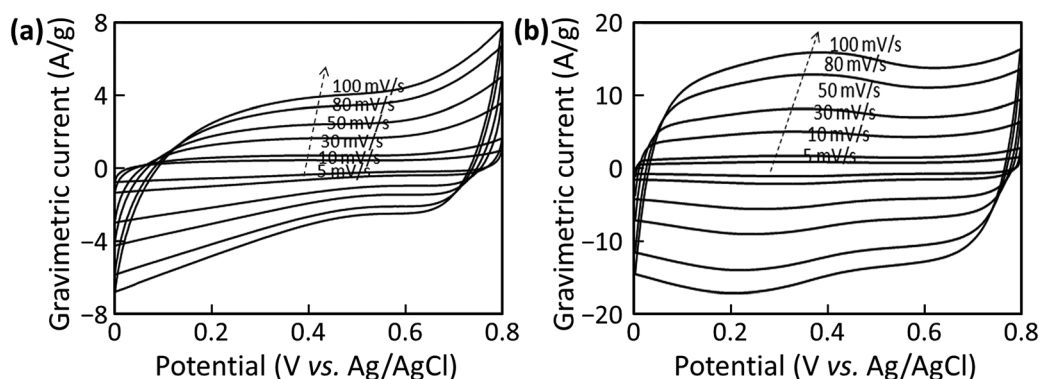 (a)
Gravimetric current (A/g)
8
4
0
−4
−8
100 mV/s
80 mV/s
50 mV/s
30 mV/s
10 mV/s
5 mV/s
0 0.2 0.4 0.6 0.8
Potential (V vs. Ag/AgCl)
(b)
Gravimetric current (A/g)
20
10
0
−10
−20
100 mV/s
80 mV/s
50 mV/s
30 mV/s
10 mV/s
5 mV/s
0 0.2 0.4 0.6 0.8
Potential (V vs. Ag/AgCl)